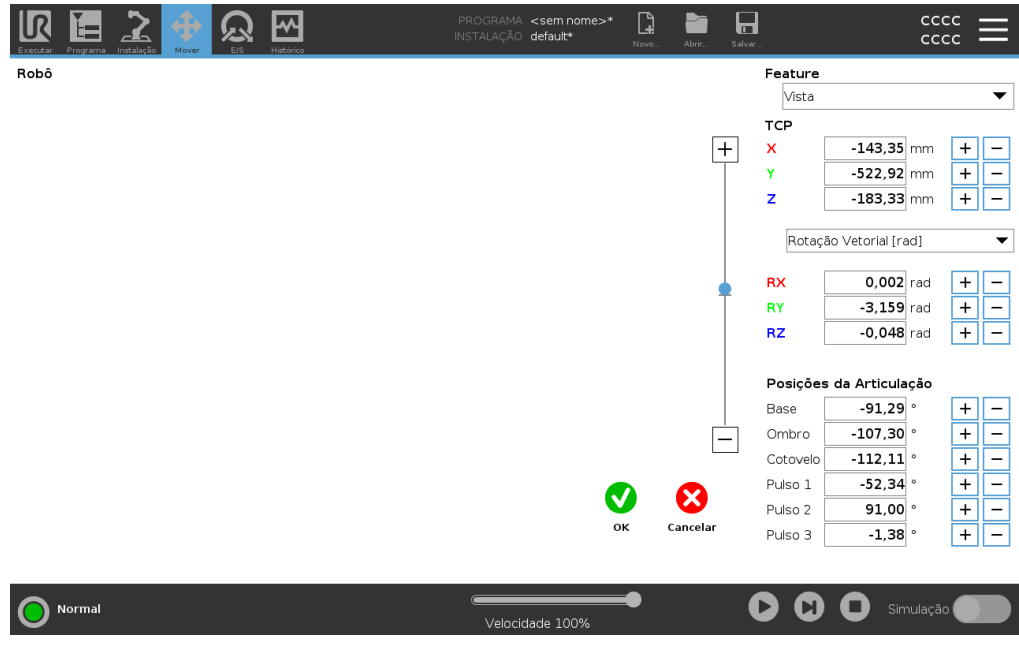 UR
Executar Programa Instalação Mover E/S Histórico
PROGRAMA <sem nome>*
INSTALAÇÃO default*
Novo... Abrir... Salvar...
CCCC
CCCC
Robô
Feature
Vista
TCP
X -143,35 mm + −
Y -522,92 mm + −
Z -183,33 mm + −
Rotação Vetorial [rad]
RX 0,002 rad + −
RY -3,159 rad + −
RZ -0,048 rad + −
Posições da Articulação
Base -91,29 ° + −
Ombro -107,30 ° + −
Cotovelo -112,11 ° + −
Pulso 1 -52,34 ° + −
Pulso 2 91,00 ° + −
Pulso 3 -1,38 ° + −
+
−
OK Cancelar
Normal
Velocidade 100%
Simulação